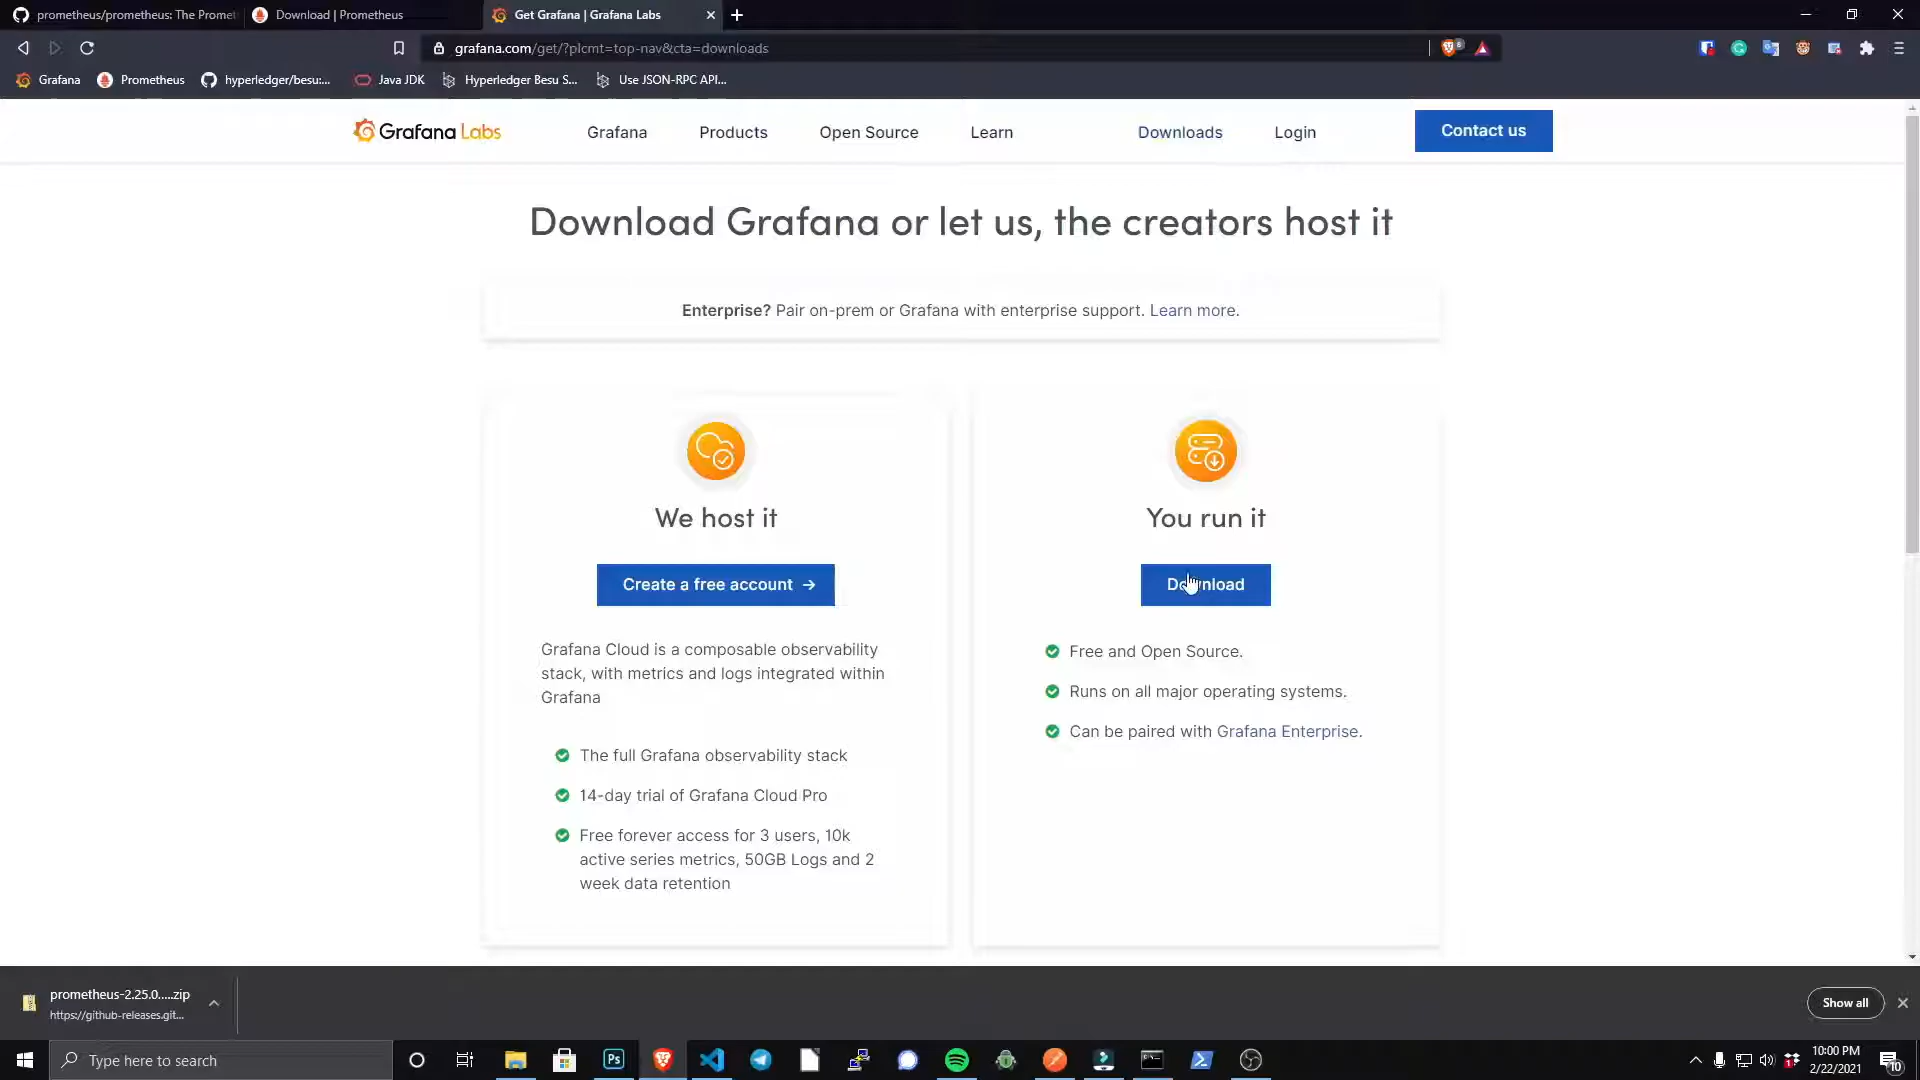 prometheus/prometheus: The Promet
Download | Prometheus
Get Grafana | Grafana Labs
grafana.com/get/?plcmt=top-nav&cta=downloads
Grafana
Prometheus
hyperledger/besu:...
Java JDK
Hyperledger Besu S...
Use JSON-RPC API...
Grafana Labs
Grafana
Products
Open Source
Learn
Downloads
Login
Contact us
Download Grafana or let us, the creators host it
Enterprise? Pair on-prem or Grafana with enterprise support. Learn more.
We host it
Create a free account →
Grafana Cloud is a composable observability
stack, with metrics and logs integrated within
Grafana
The full Grafana observability stack
14-day trial of Grafana Cloud Pro
Free forever access for 3 users, 10k
active series metrics, 50GB Logs and 2
week data retention
You run it
Download
Free and Open Source.
Runs on all major operating systems.
Can be paired with Grafana Enterprise.
prometheus-2.25.0.....zip
https://github-releases.git...
Show all
Type here to search
Ps
10:00 PM
2/22/2021
10